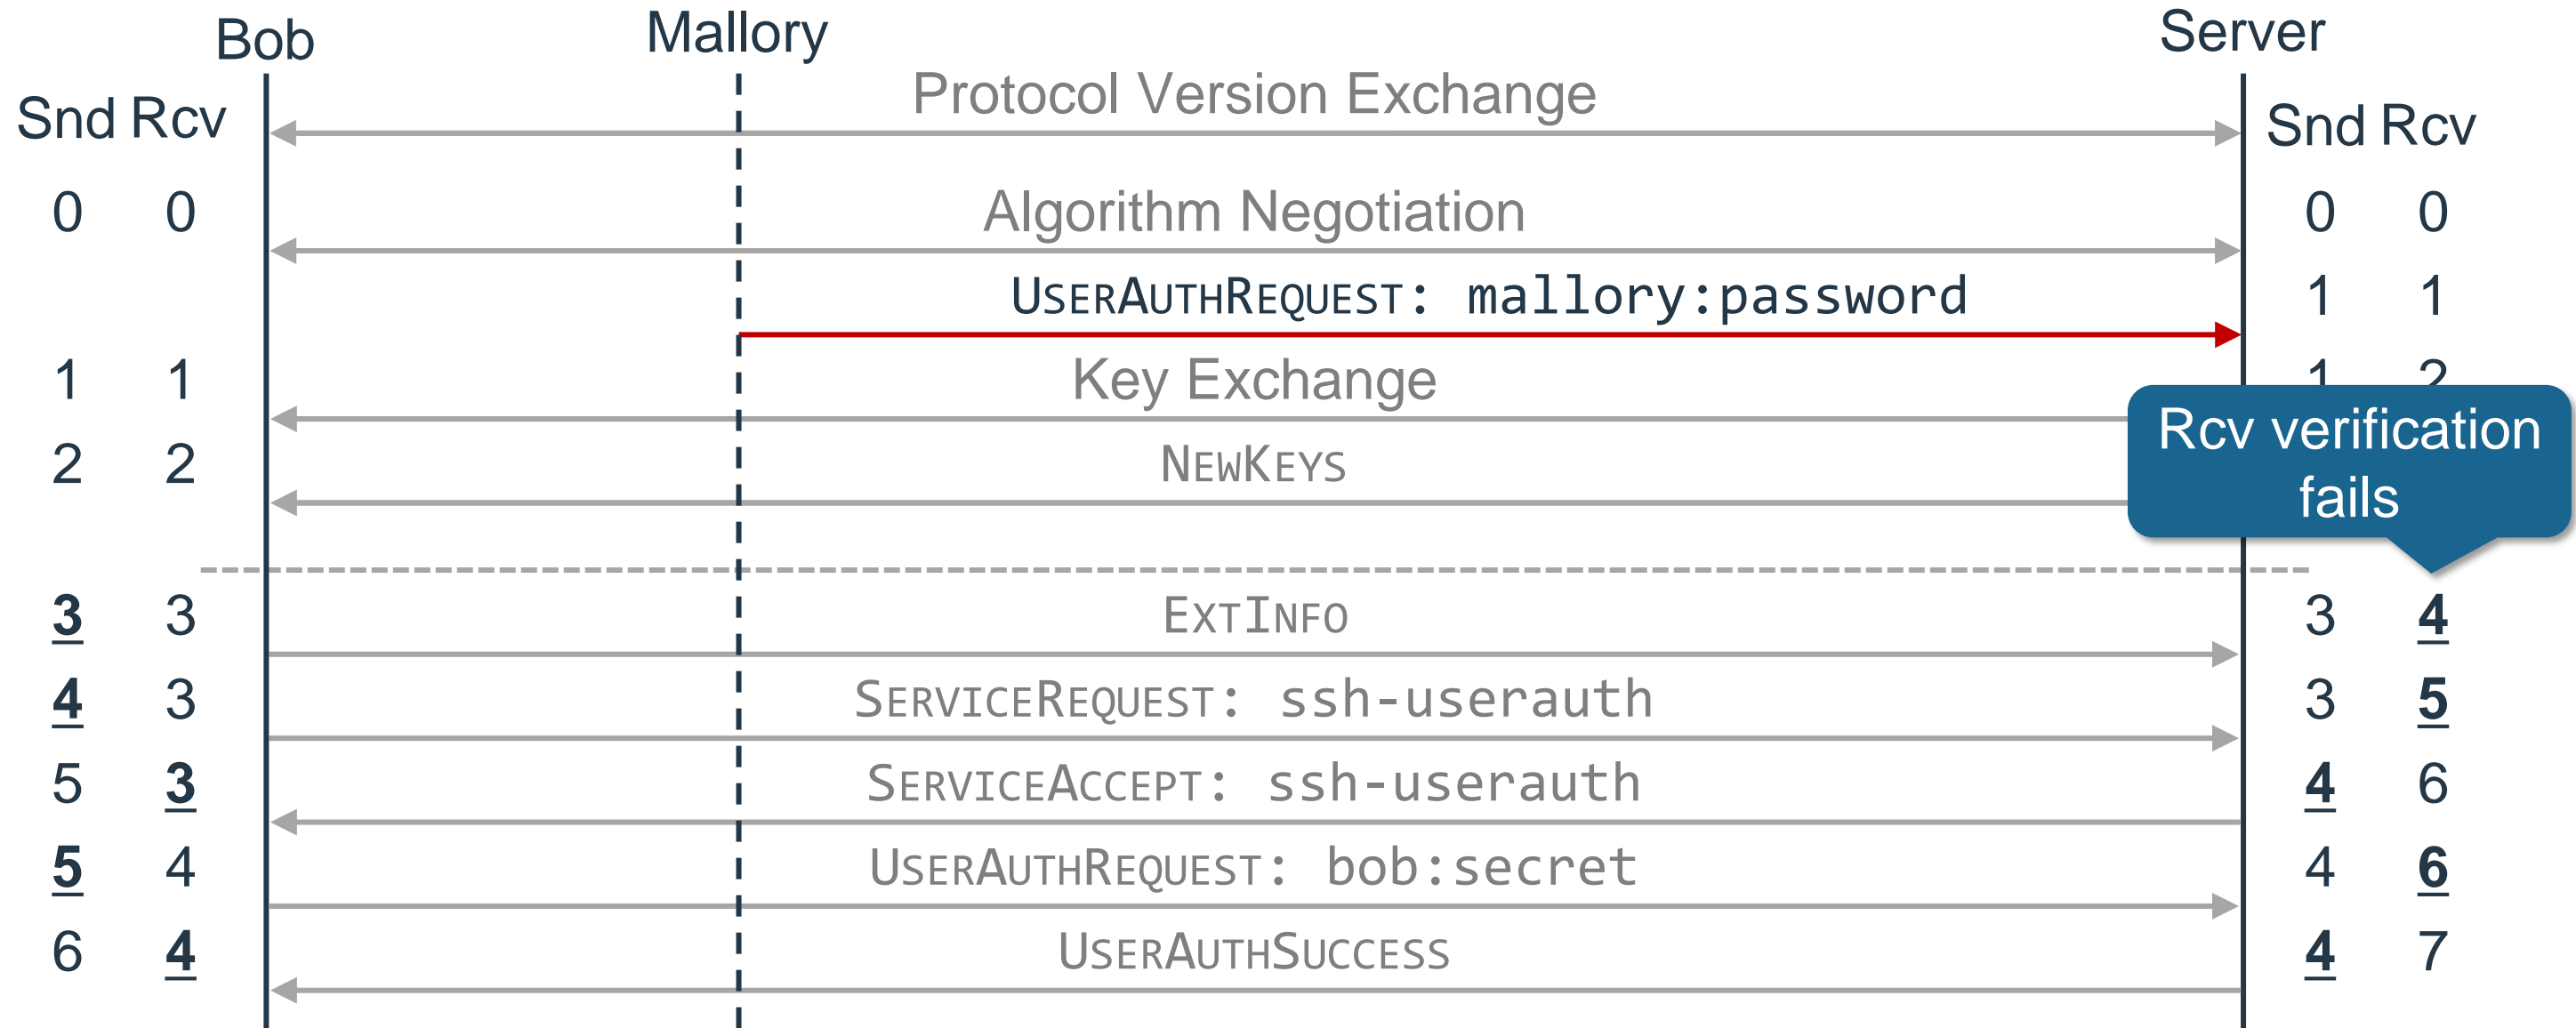 Bob Mallory Server
Protocol Version Exchange
Snd Rcv Snd Rcv
0 0 Algorithm Negotiation 0 0
USERAUTHREQUEST: mallory:password 1 1
1 1 Key Exchange 1 2
2 2 NEWKEYS
Rcv verification
fails
3 3 EXTINFO 3 4
4 3 SERVICEREQUEST: ssh-userauth 3 5
5 3 SERVICEACCEPT: ssh-userauth 4 6
5 4 USERAUTHREQUEST: bob:secret 4 6
6 4 USERAUTHSUCCESS 4 7